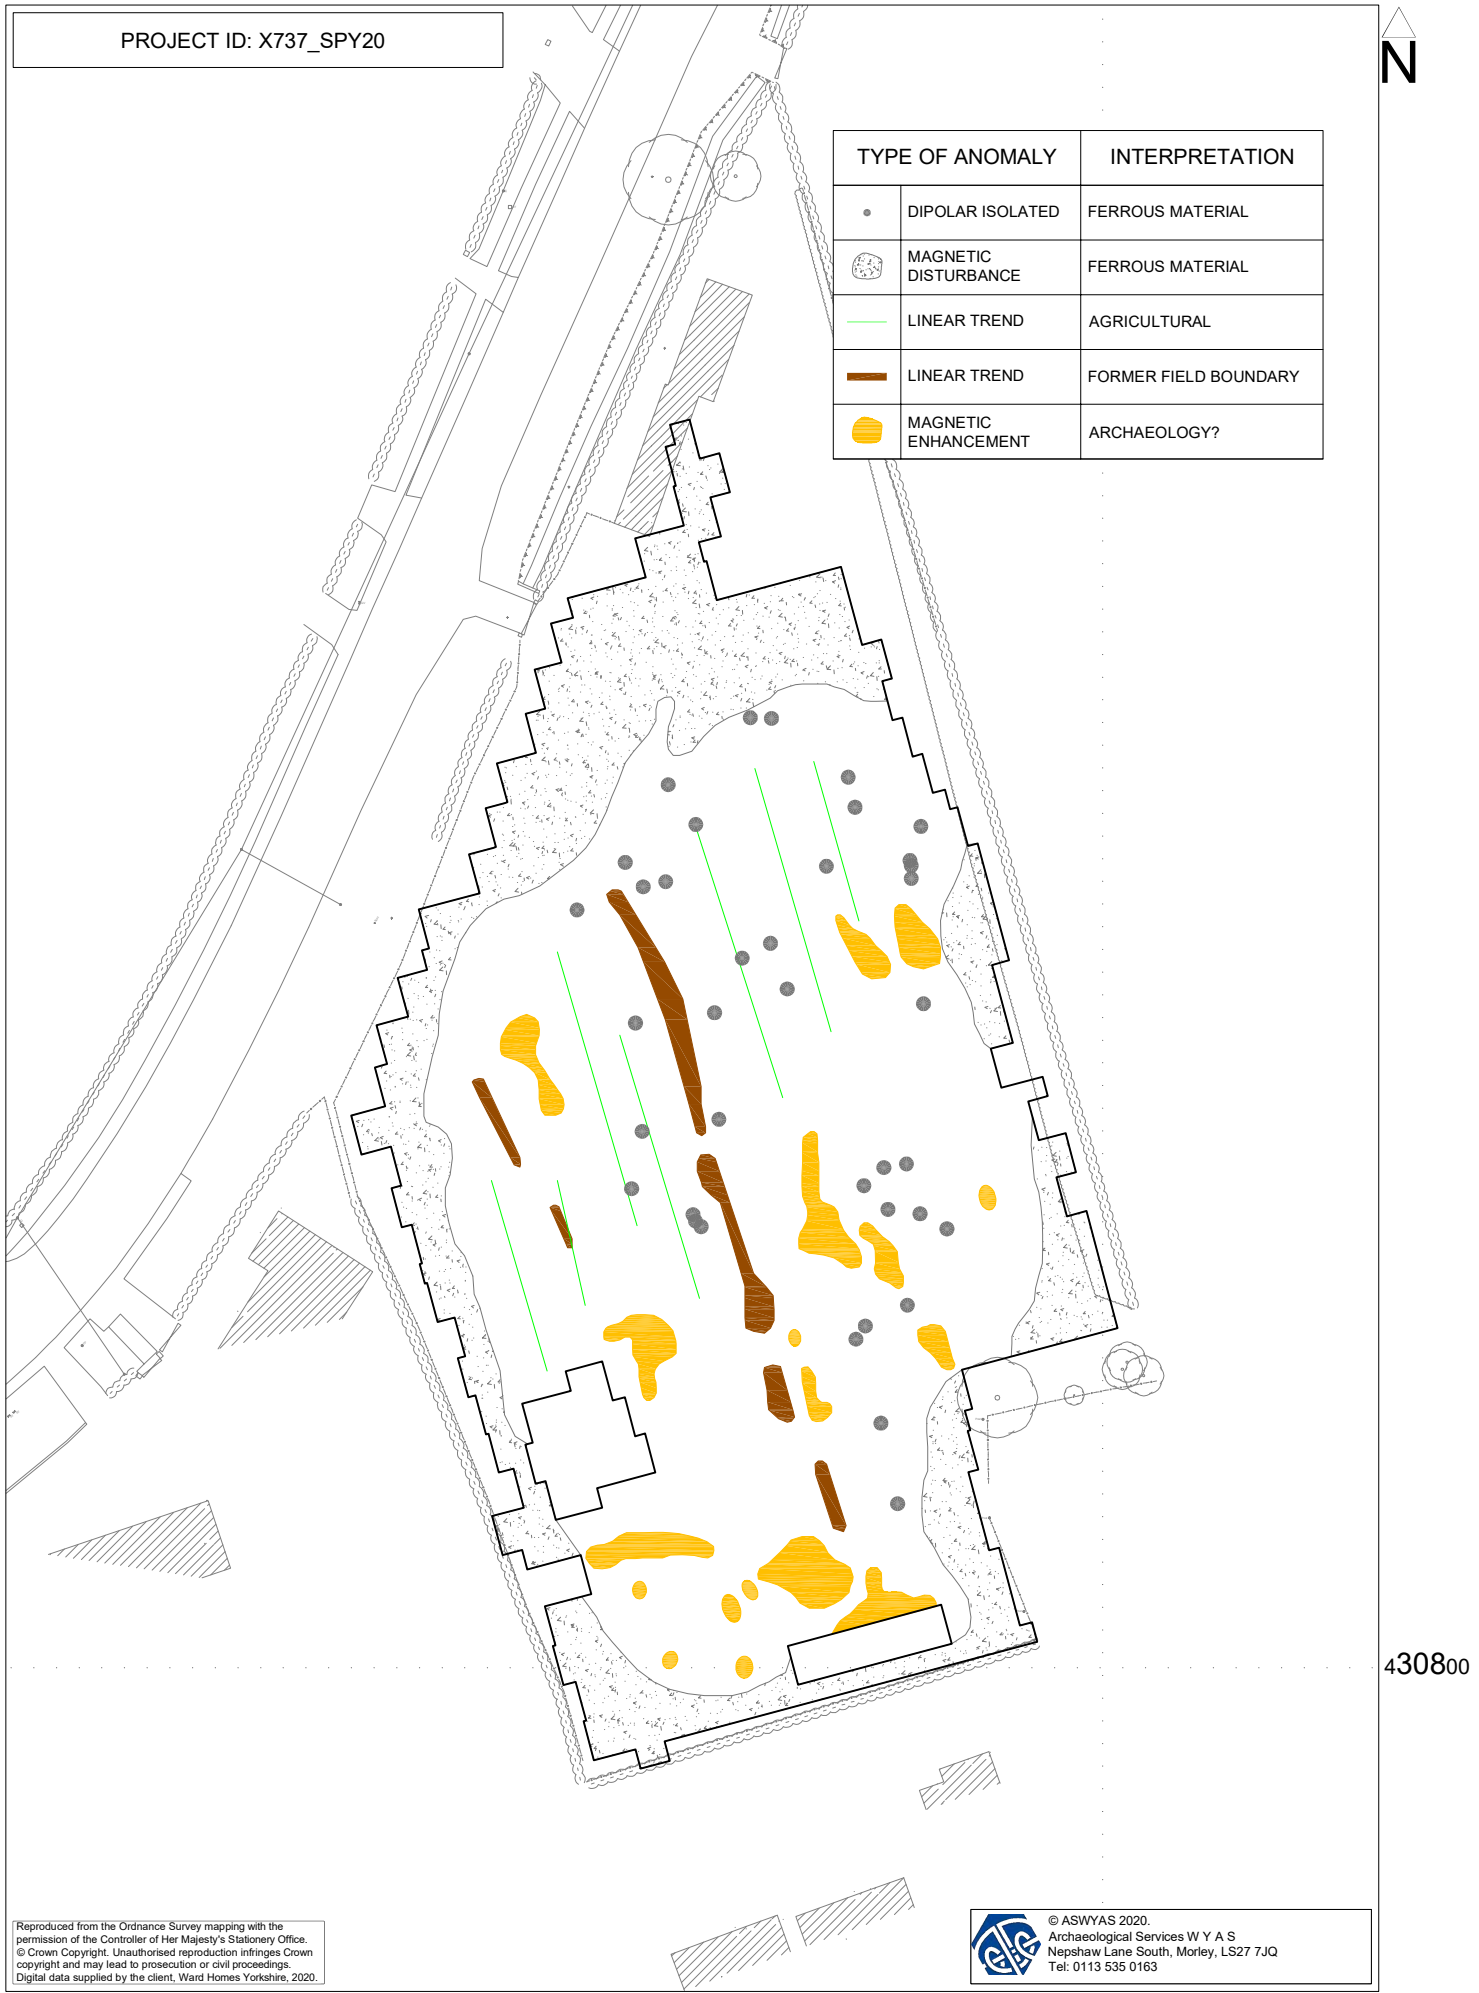 PROJECT ID: X737_SPY20
N
TYPE OF ANOMALY INTERPRETATION
DIPOLAR ISOLATED FERROUS MATERIAL
MAGNETIC
DISTURBANCE
FERROUS MATERIAL
LINEAR TREND AGRICULTURAL
LINEAR TREND FORMER FIELD BOUNDARY
MAGNETIC
ENHANCEMENT
ARCHAEOLOGY?
430800
Reproduced from the Ordnance Survey mapping with the
permission of the Controller of Her Majesty's Stationery Office.
© Crown Copyright. Unauthorised reproduction infringes Crown
copyright and may lead to prosecution or civil proceedings.
Digital data supplied by the client, Ward Homes Yorkshire, 2020.
© ASWYAS 2020.
Archaeological Services W Y A S
Nepshaw Lane South, Morley, LS27 7JQ
Tel: 0113 535 0163